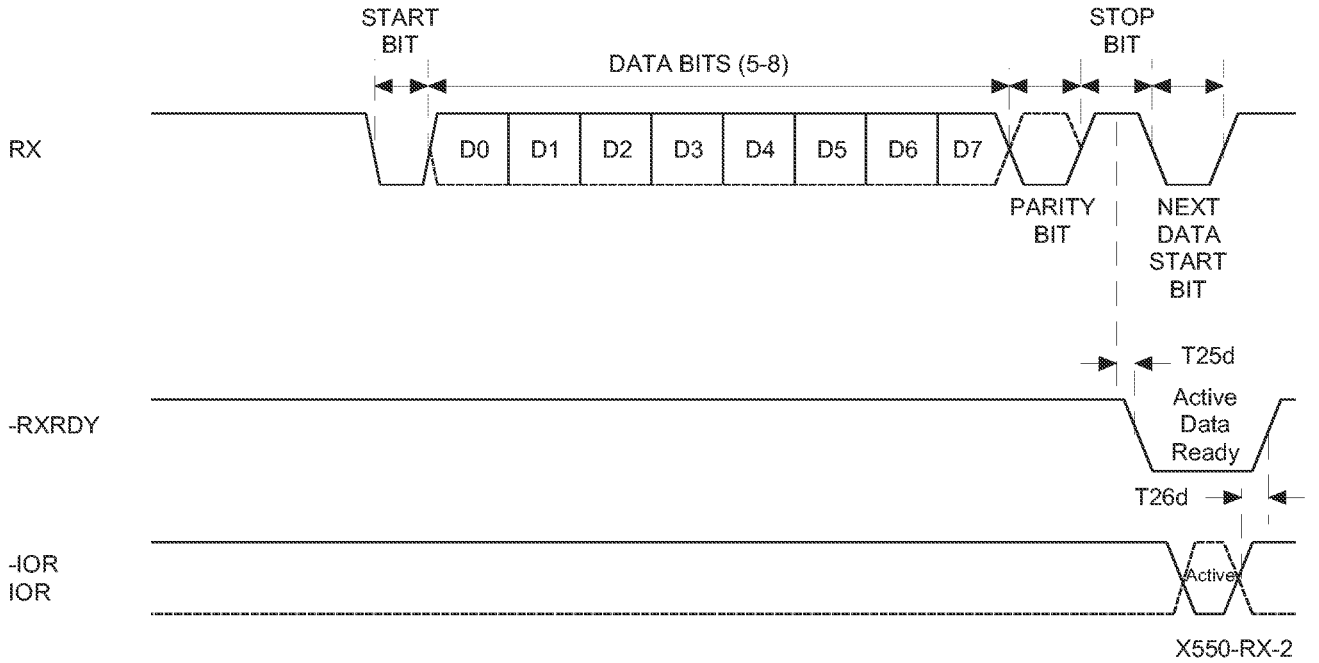 START
BIT
STOP
BIT
DATA BITS (5-8)
RX
D0 D1 D2 D3 D4 D5 D6 D7
PARITY
BIT
NEXT
DATA
START
BIT
T25d
-RXRDY
Active
Data
Ready
T26d
-IOR
IOR
Active
X550-RX-2